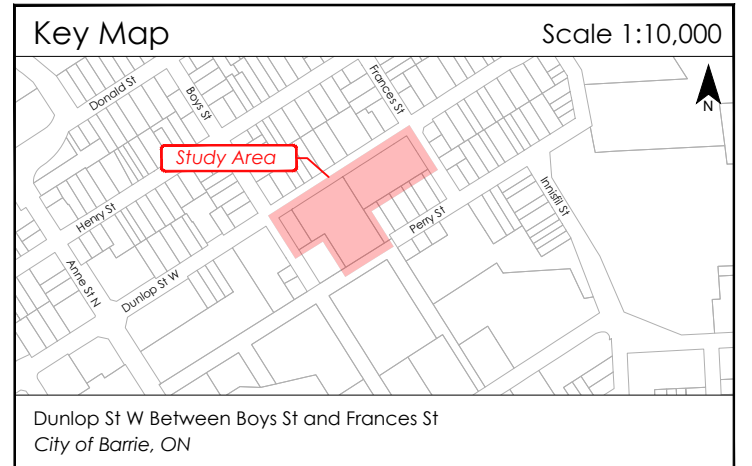 Key Map
Scale 1:10,000
Donald St
Boys St
Frances St
N
Study Area
Innisfil St
Henry St
Perry St
Anne St N
Dunlop St W
Dunlop St W Between Boys St and Frances St
City of Barrie, ON